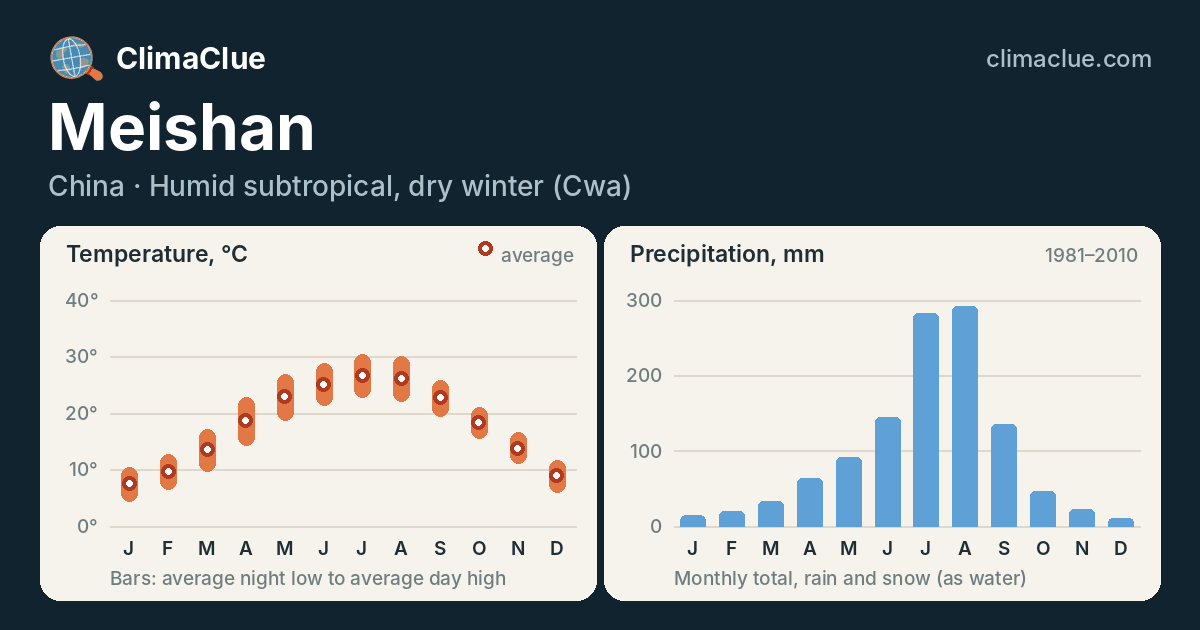 ClimaClue
climaclue.com
Meishan
China · Humid subtropical, dry winter (Cwa)
Temperature, °C
average
40°
30°
20°
10°
0°
J F M A M J J A S O N D
Bars: average night low to average day high
Precipitation, mm
1981–2010
300
200
100
0
J F M A M J J A S O N D
Monthly total, rain and snow (as water)